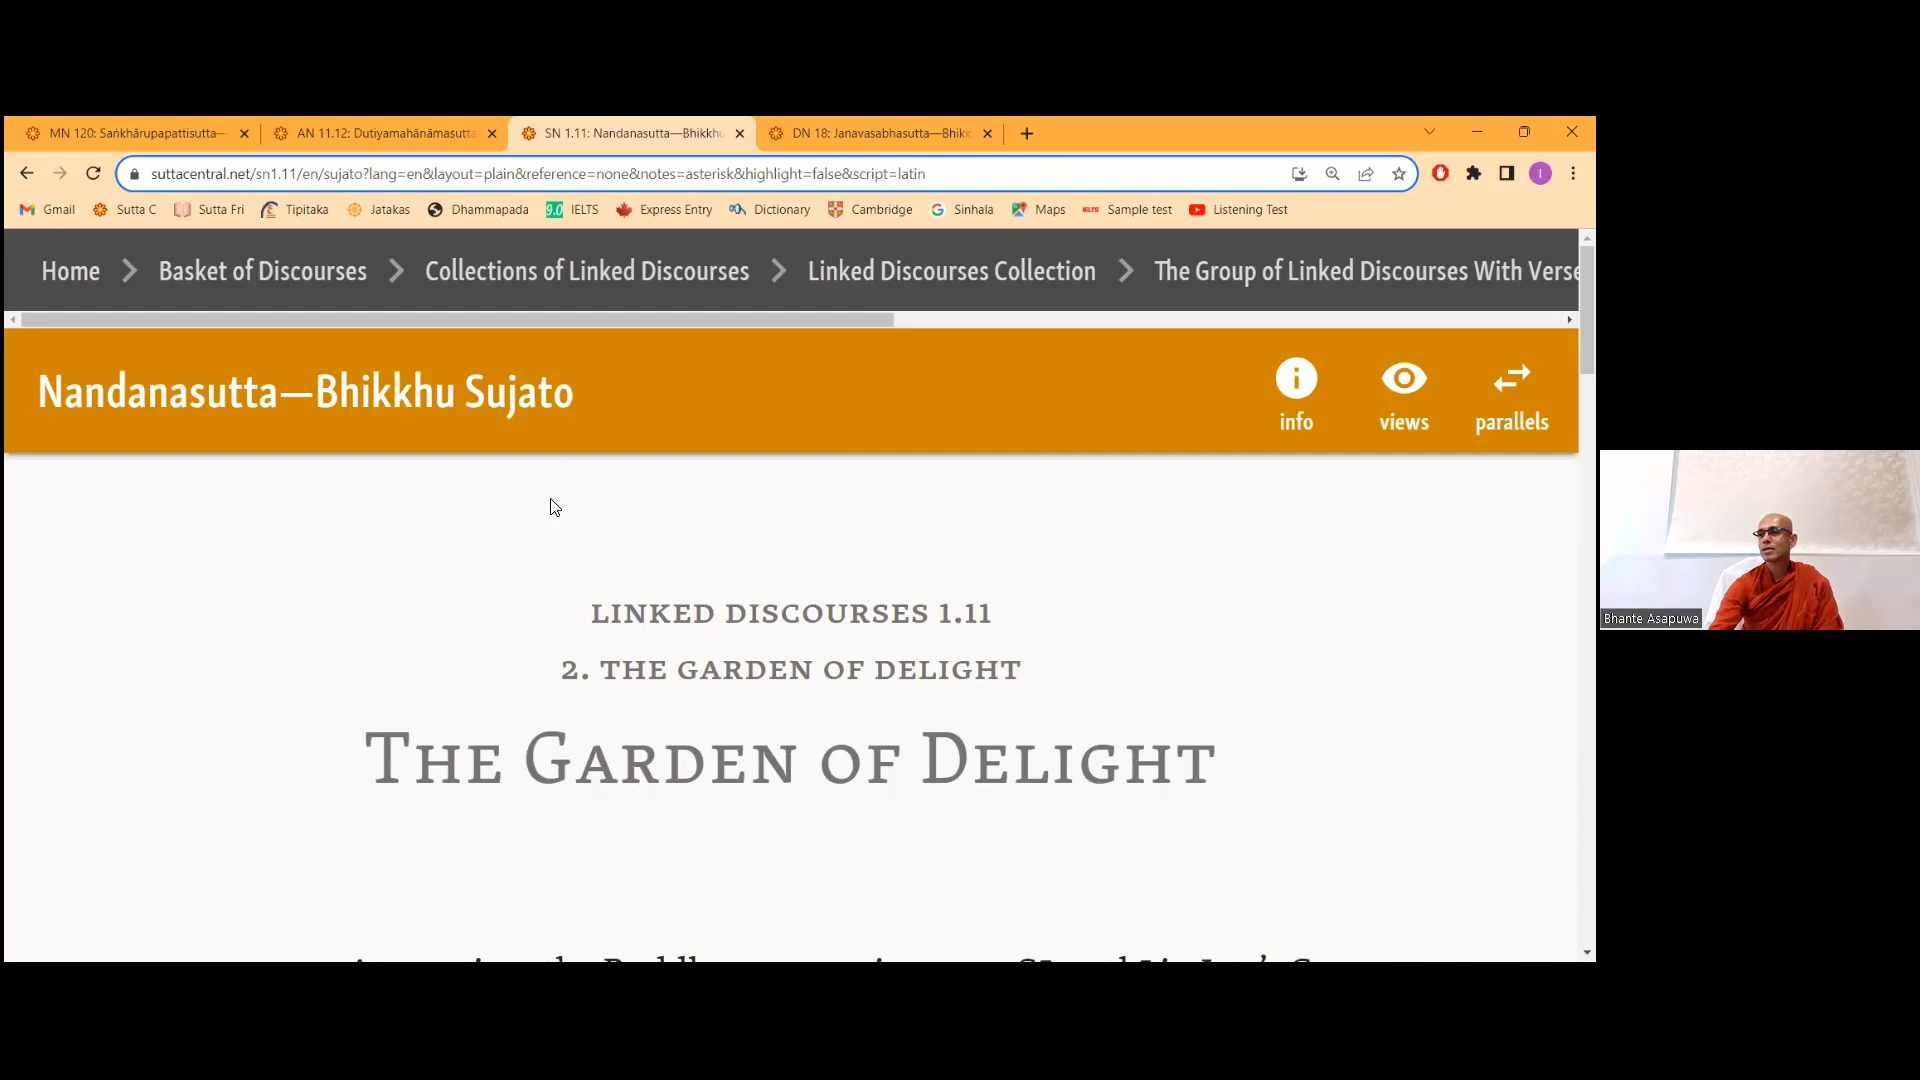 MN 120: Saṅkhārupapattisutta—
AN 11.12: Dutiyamahānāmasutta
SN 1.11: Nandanasutta—Bhikkhu
DN 18: Janavasabhasutta—Bhikk
suttacentral.net/sn1.11/en/sujato?lang=en&layout=plain&reference=none&notes=asterisk&highlight=false&script=latin
I
Gmail Sutta C Sutta Fri Tipitaka Jatakas Dhammapada 9.0 IELTS Express Entry Dictionary Cambridge Sinhala Maps IELTS Sample test Listening Test
Home Basket of Discourses Collections of Linked Discourses Linked Discourses Collection The Group of Linked Discourses With Verse
Nandanasutta—Bhikkhu Sujato
info
views
parallels
LINKED DISCOURSES 1.11
2. THE GARDEN OF DELIGHT
THE GARDEN OF DELIGHT
Bhante Asapuwa